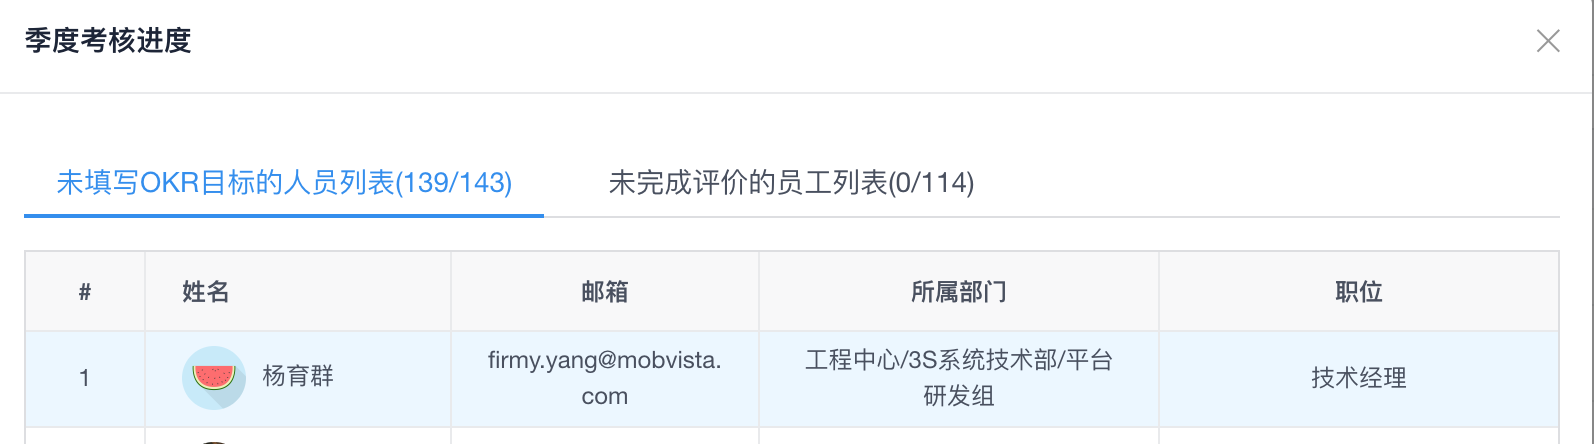 季度考核进度
未填写OKR目标的人员列表(139/143)
未完成评价的员工列表(0/114)
# 姓名 邮箱 所属部门 职位
1 杨育群 firmy.yang@mobvista. 工程中心/3S系统技术部/平台 技术经理
com 研发组